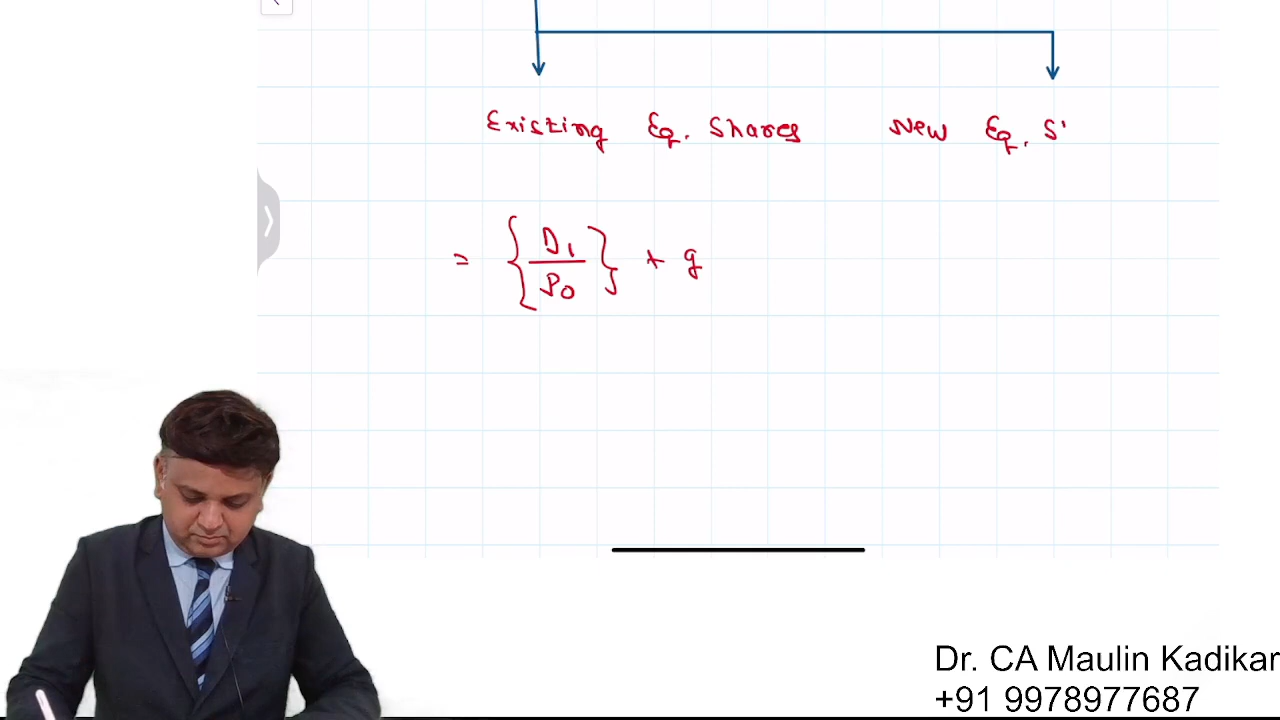 Existing Eq. Shares New Eq. S'
= { D1 / P0 } + g
Dr. CA Maulin Kadikar
+91 9978977687